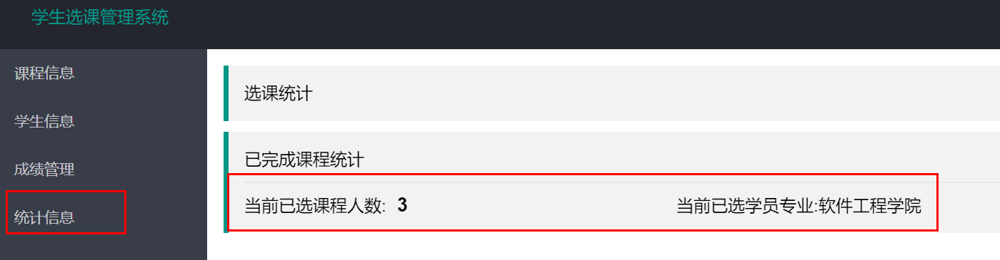 学生选课管理系统
课程信息
学生信息
成绩管理
统计信息
选课统计
已完成课程统计
当前已选课程人数: 3
当前已选学员专业:软件工程学院